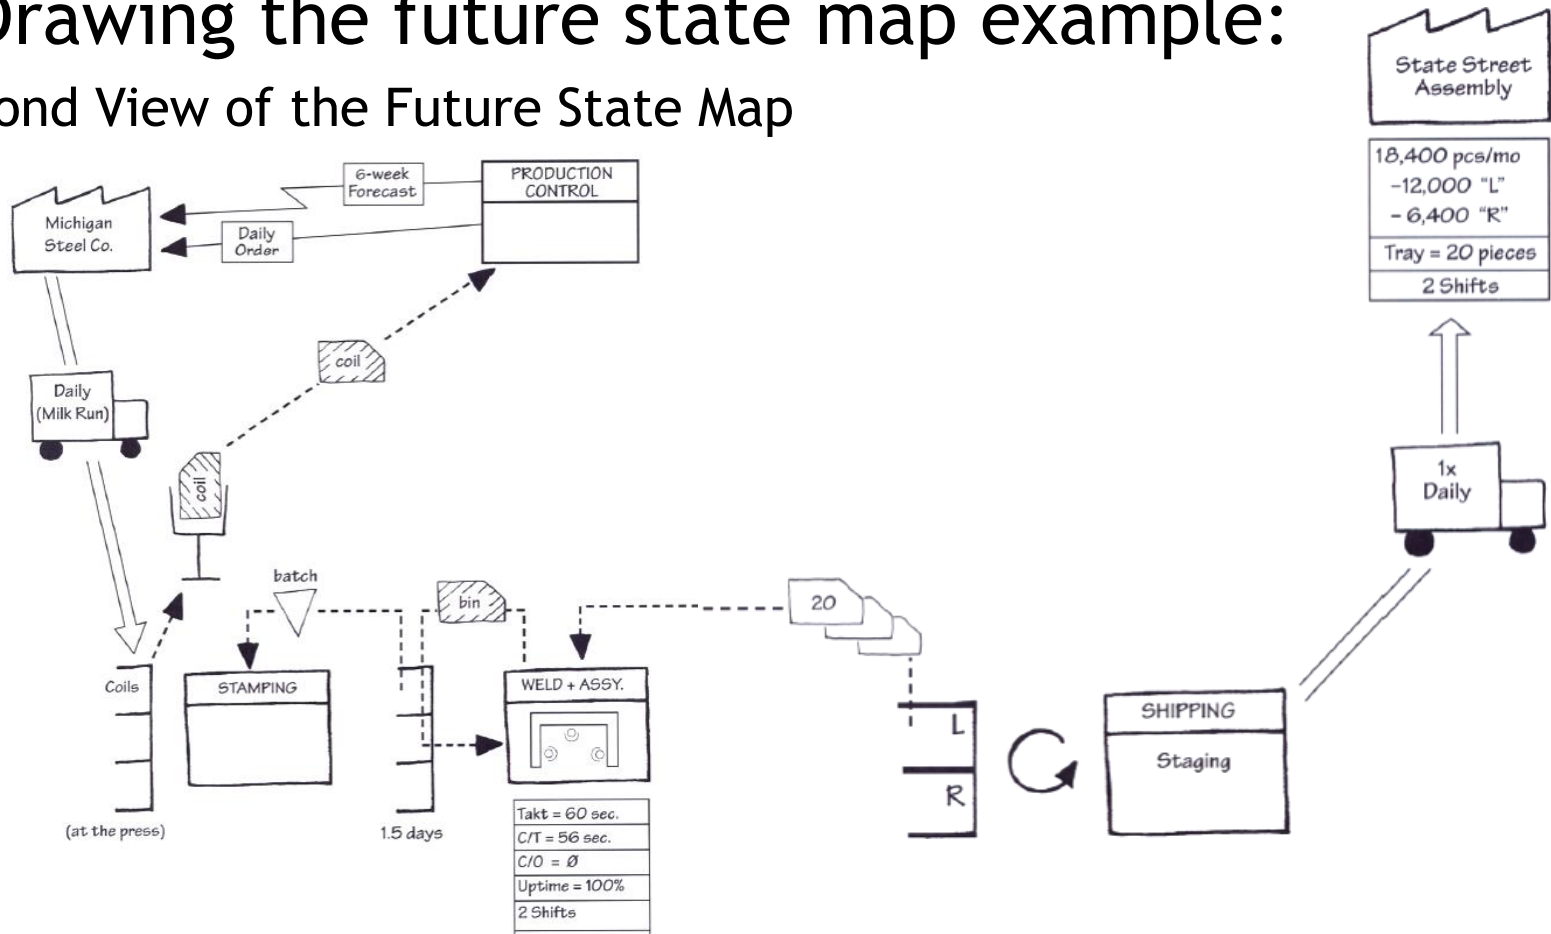 Drawing the future state map example:
ond View of the Future State Map
State Street
Assembly
18,400 pcs/mo
-12,000 "L"
- 6,400 "R"
Tray = 20 pieces
2 Shifts
6-week
Forecast
PRODUCTION
CONTROL
Michigan
Steel Co.
Daily
Order
coil
Daily
(Milk Run)
coil
1x
Daily
batch
bin
20
Coils
STAMPING
WELD + ASSY.
L
R
SHIPPING
Staging
(at the press)
1.5 days
Takt = 60 sec.
C/T = 56 sec.
C/O = Ø
Uptime = 100%
2 Shifts